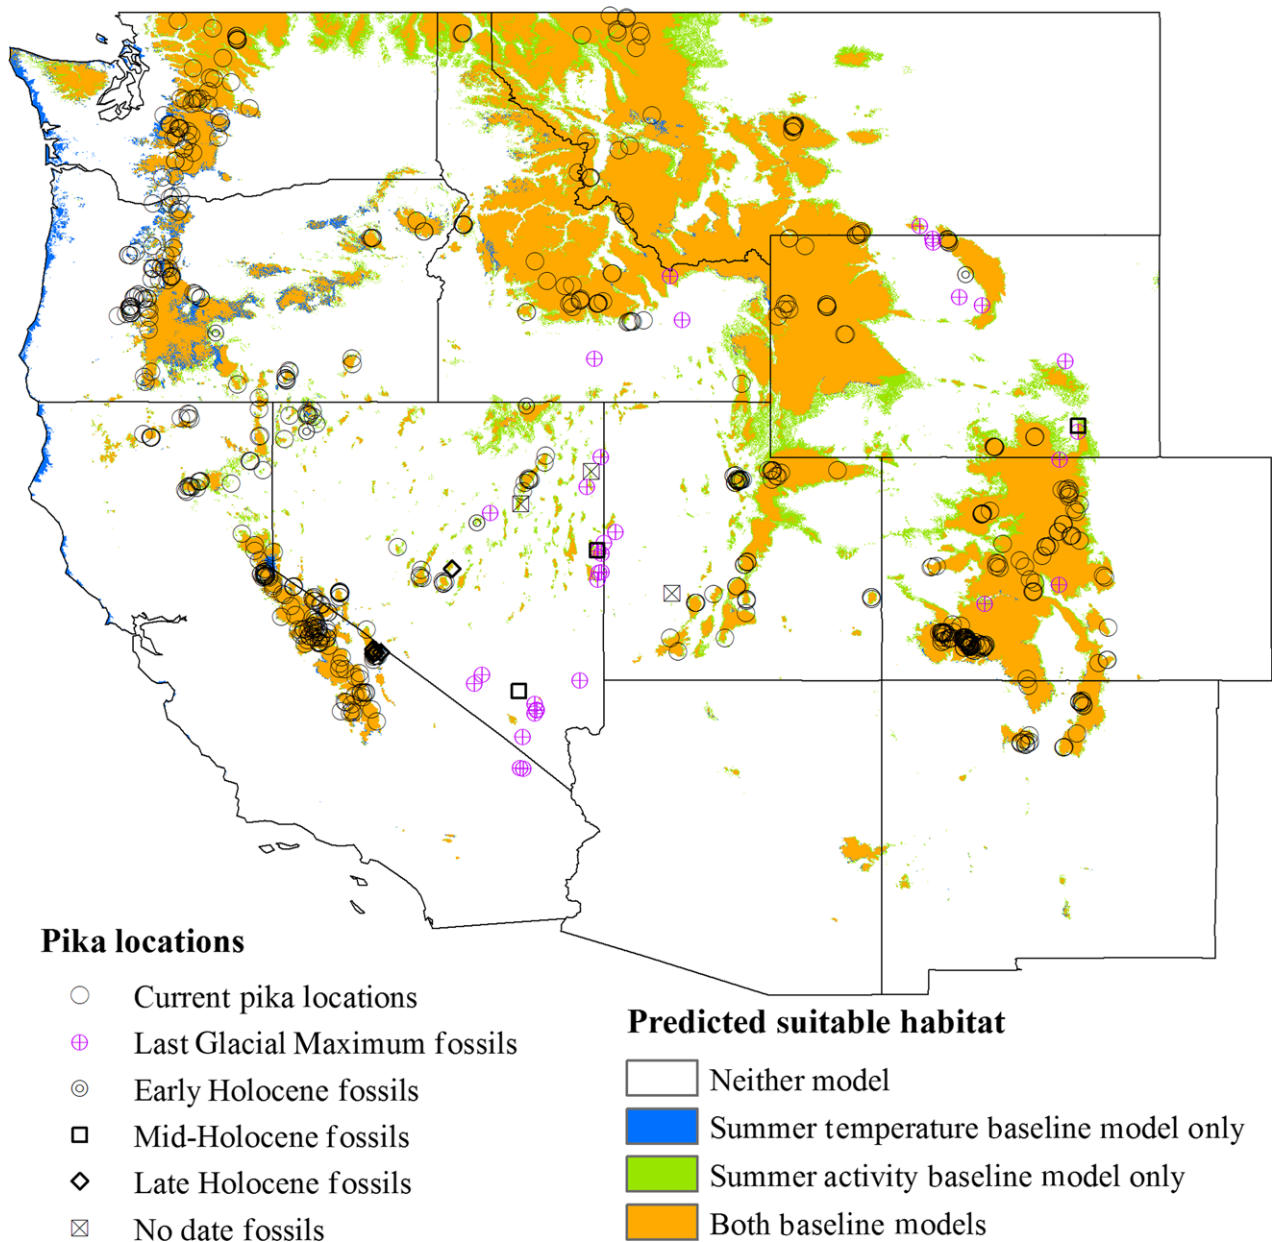 Pika locations
Current pika locations
Last Glacial Maximum fossils
Early Holocene fossils
Mid-Holocene fossils
Late Holocene fossils
No date fossils
Predicted suitable habitat
Neither model
Summer temperature baseline model only
Summer activity baseline model only
Both baseline models